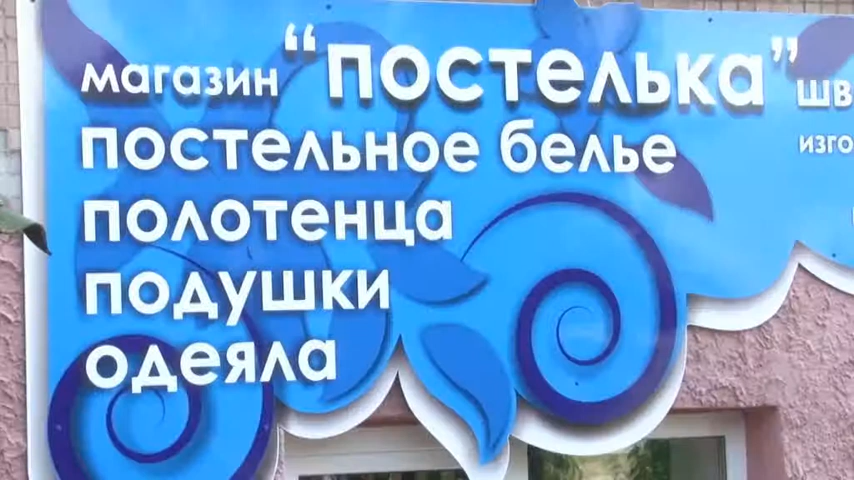 магазин “постелька”
постельное белье
полотенца
подушки
одеяла